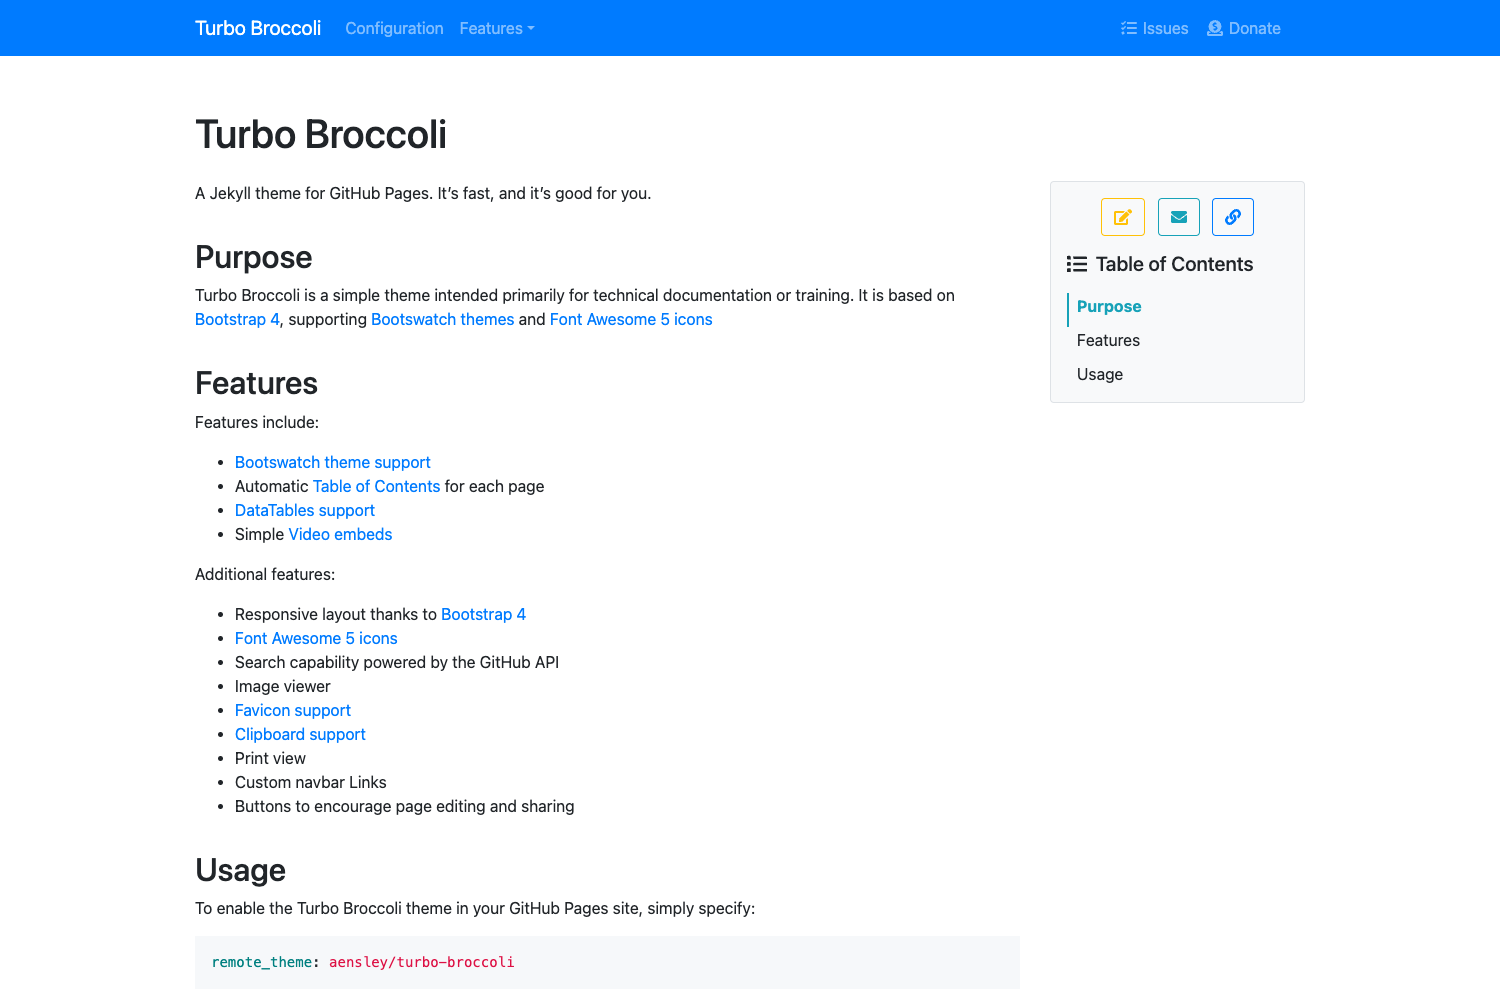 Turbo Broccoli Configuration Features Issues Donate
Turbo Broccoli
A Jekyll theme for GitHub Pages. It’s fast, and it’s good for you.
Purpose
Turbo Broccoli is a simple theme intended primarily for technical documentation or training. It is based on
Bootstrap 4, supporting Bootswatch themes and Font Awesome 5 icons
Features
Features include:
• Bootswatch theme support
• Automatic Table of Contents for each page
• DataTables support
• Simple Video embeds
Additional features:
• Responsive layout thanks to Bootstrap 4
• Font Awesome 5 icons
• Search capability powered by the GitHub API
• Image viewer
• Favicon support
• Clipboard support
• Print view
• Custom navbar Links
• Buttons to encourage page editing and sharing
Usage
To enable the Turbo Broccoli theme in your GitHub Pages site, simply specify:
remote_theme: aensley/turbo-broccoli
Table of Contents
Purpose
Features
Usage